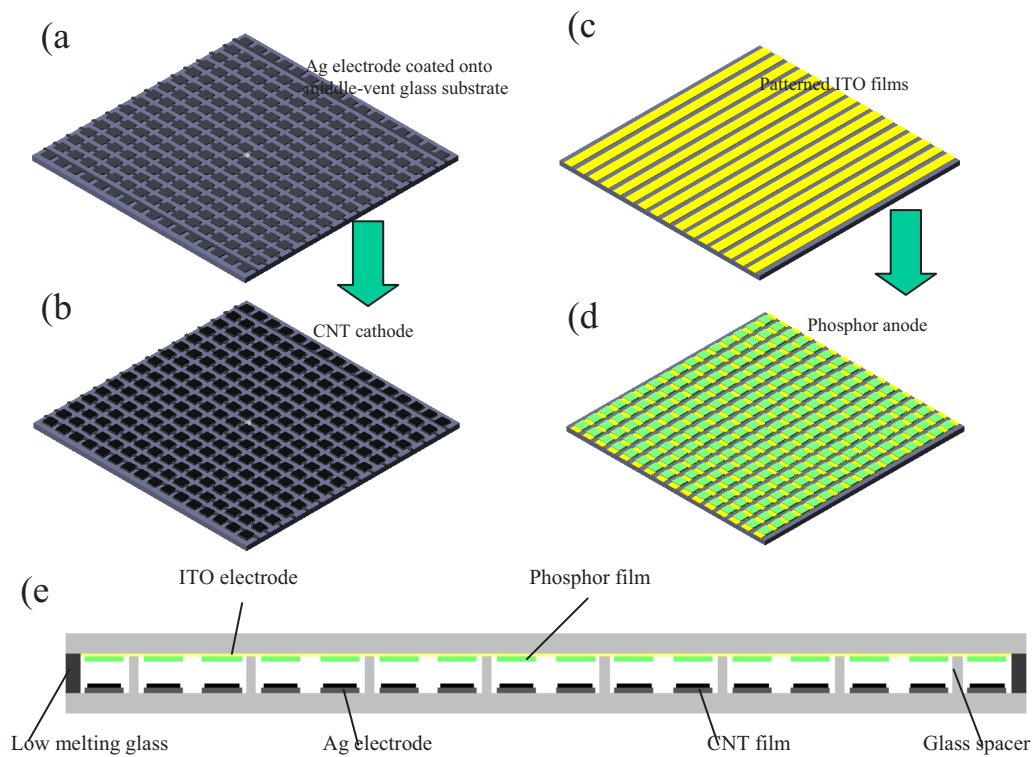 (a
Ag electrode coated onto
middle-vent glass substrate
(c
Patterned ITO films
(b
CNT cathode
(d
Phosphor anode
(e
ITO electrode
Phosphor film
Low melting glass
Ag electrode
CNT film
Glass spacer